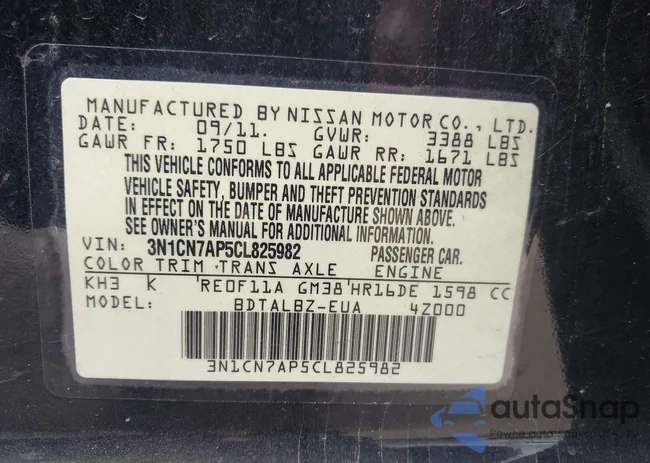 MANUFACTURED BY NISSAN MOTOR CO., LTD.
DATE: 09/11. GVWR: 3388 LBS
GAWR FR: 1750 LBS GAWR RR: 1671 LBS
THIS VEHICLE CONFORMS TO ALL APPLICABLE FEDERAL MOTOR
VEHICLE SAFETY, BUMPER AND THEFT PREVENTION STANDARDS
IN EFFECT ON THE DATE OF MANUFACTURE SHOWN ABOVE.
SEE OWNER'S MANUAL FOR ADDITIONAL INFORMATION.
VIN: 3N1CN7AP5CL825982 PASSENGER CAR.
COLOR TRIM TRANS AXLE ENGINE
KH3 K 'RE0F11A GM38'HR16DE 1598 CC
MODEL: BDTALBZ-EUA 4Z000
3N1CN7AP5CL825982
autoSnap